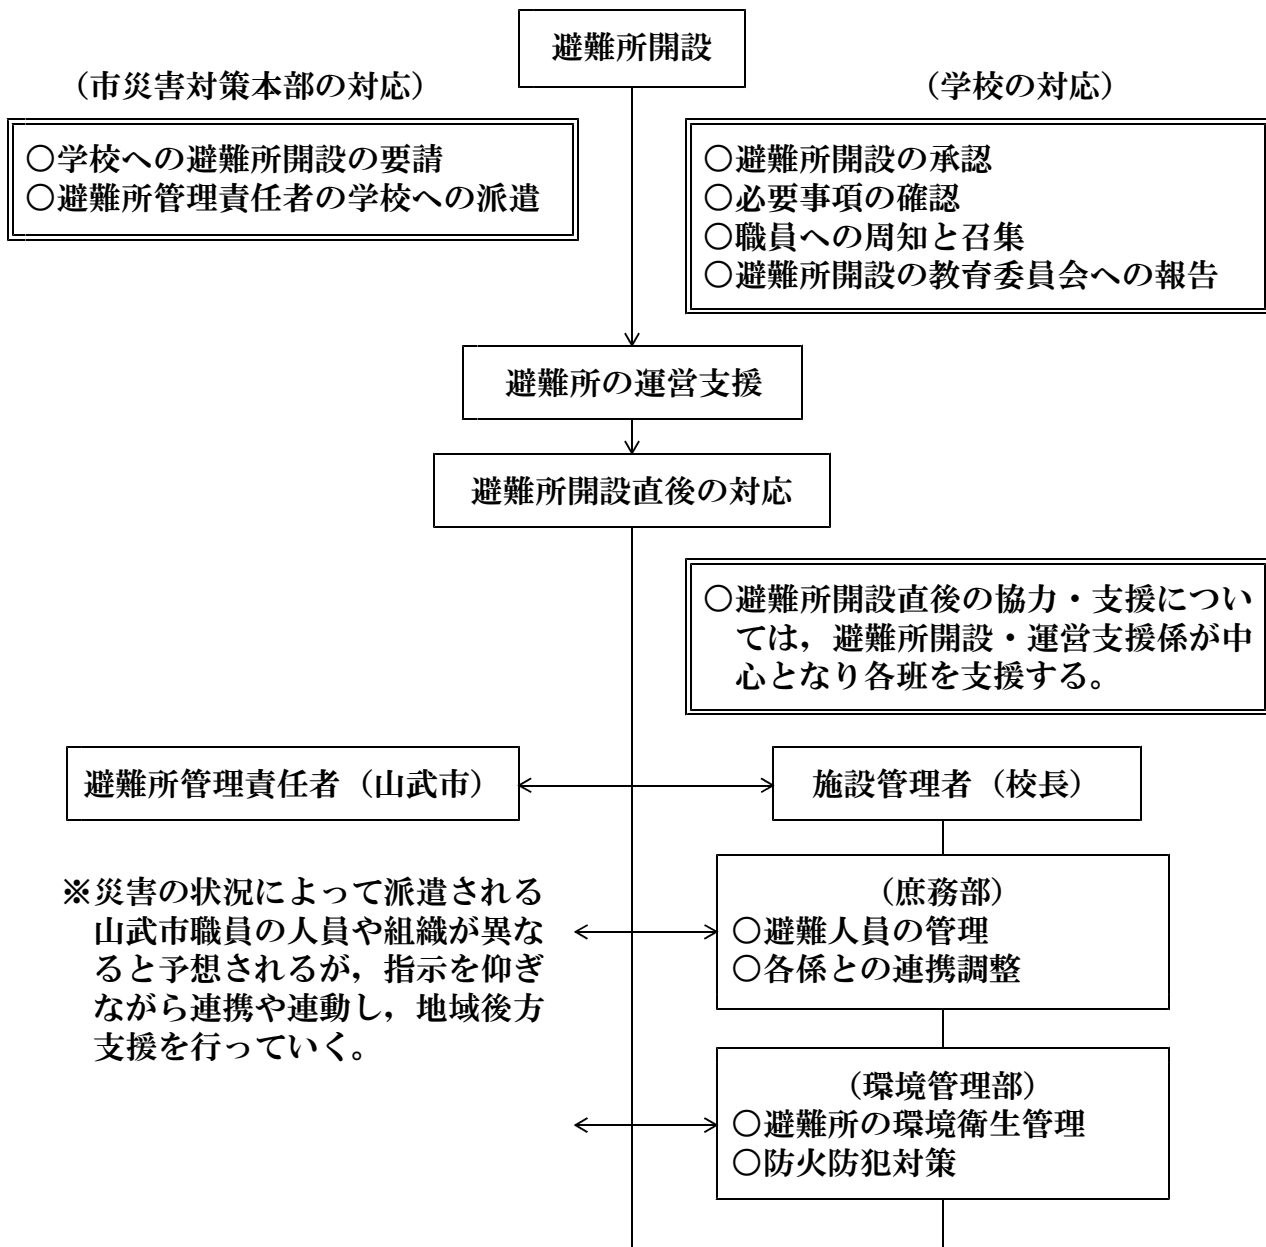 避難所開設
（市災害対策本部の対応）
○学校への避難所開設の要請
○避難所管理責任者の学校への派遣
（学校の対応）
○避難所開設の承認
○必要事項の確認
○職員への周知と召集
○避難所開設の教育委員会への報告
避難所の運営支援
避難所開設直後の対応
○避難所開設直後の協力・支援につい
ては，避難所開設・運営支援係が中
心となり各班を支援する。
避難所管理責任者（山武市）
施設管理者（校長）
※災害の状況によって派遣される
山武市職員の人員や組織が異な
ると予想されるが，指示を仰ぎ
ながら連携や連動し，地域後方
支援を行っていく。
（庶務部）
○避難人員の管理
○各係との連携調整
（環境管理部）
○避難所の環境衛生管理
○防火防犯対策